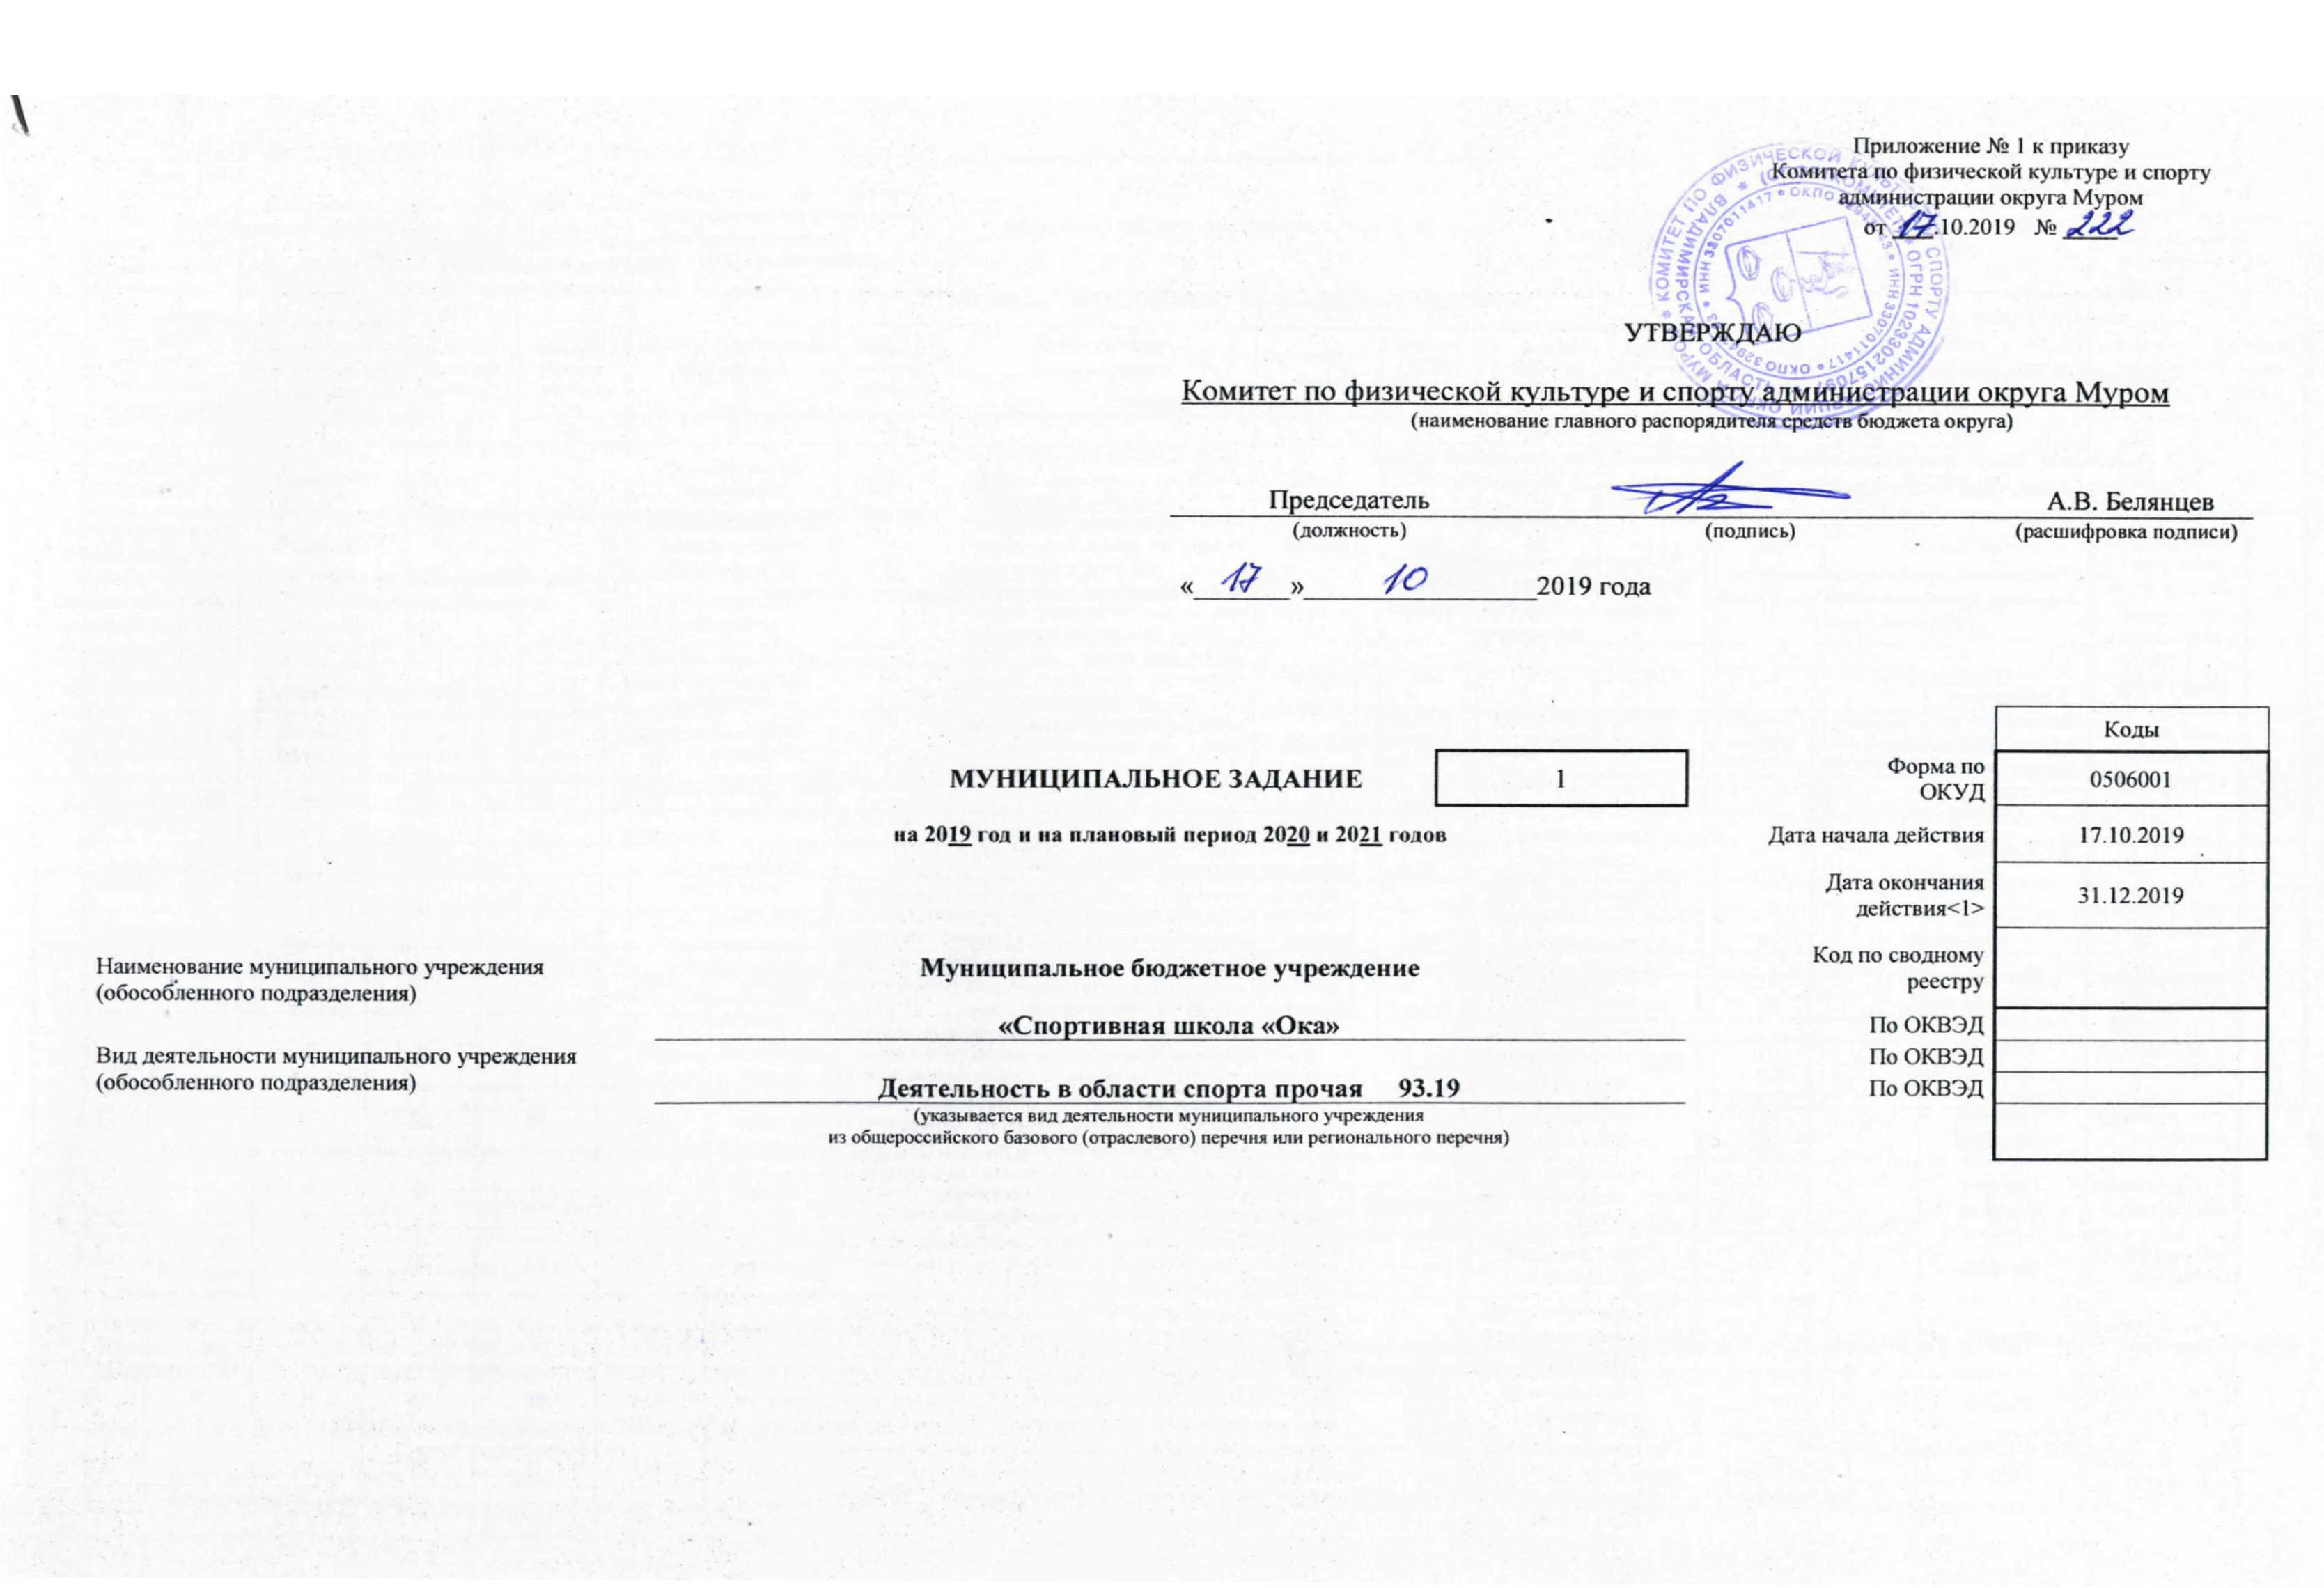 Приложение № 1 к приказу
Комитета по физической культуре и спорту
администрации округа Муром
от 17.10.2019 № 222
УТВЕРЖДАЮ
Комитет по физической культуре и спорту администрации округа Муром
(наименование главного распорядителя средств бюджета округа)
Председатель А.В. Белянцев
(должность) (подпись) (расшифровка подписи)
« 17 » 10 2019 года
Коды
МУНИЦИПАЛЬНОЕ ЗАДАНИЕ 1
Форма по
ОКУД 0506001
на 2019 год и на плановый период 2020 и 2021 годов
Дата начала действия 17.10.2019
Дата окончания
действия<1> 31.12.2019
Наименование муниципального учреждения
(обособленного подразделения)
Муниципальное бюджетное учреждение
«Спортивная школа «Ока»
Код по сводному
реестру
По ОКВЭД
По ОКВЭД
По ОКВЭД
Вид деятельности муниципального учреждения
(обособленного подразделения)
Деятельность в области спорта прочая 93.19
(указывается вид деятельности муниципального учреждения
из общероссийского базового (отраслевого) перечня или регионального перечня)